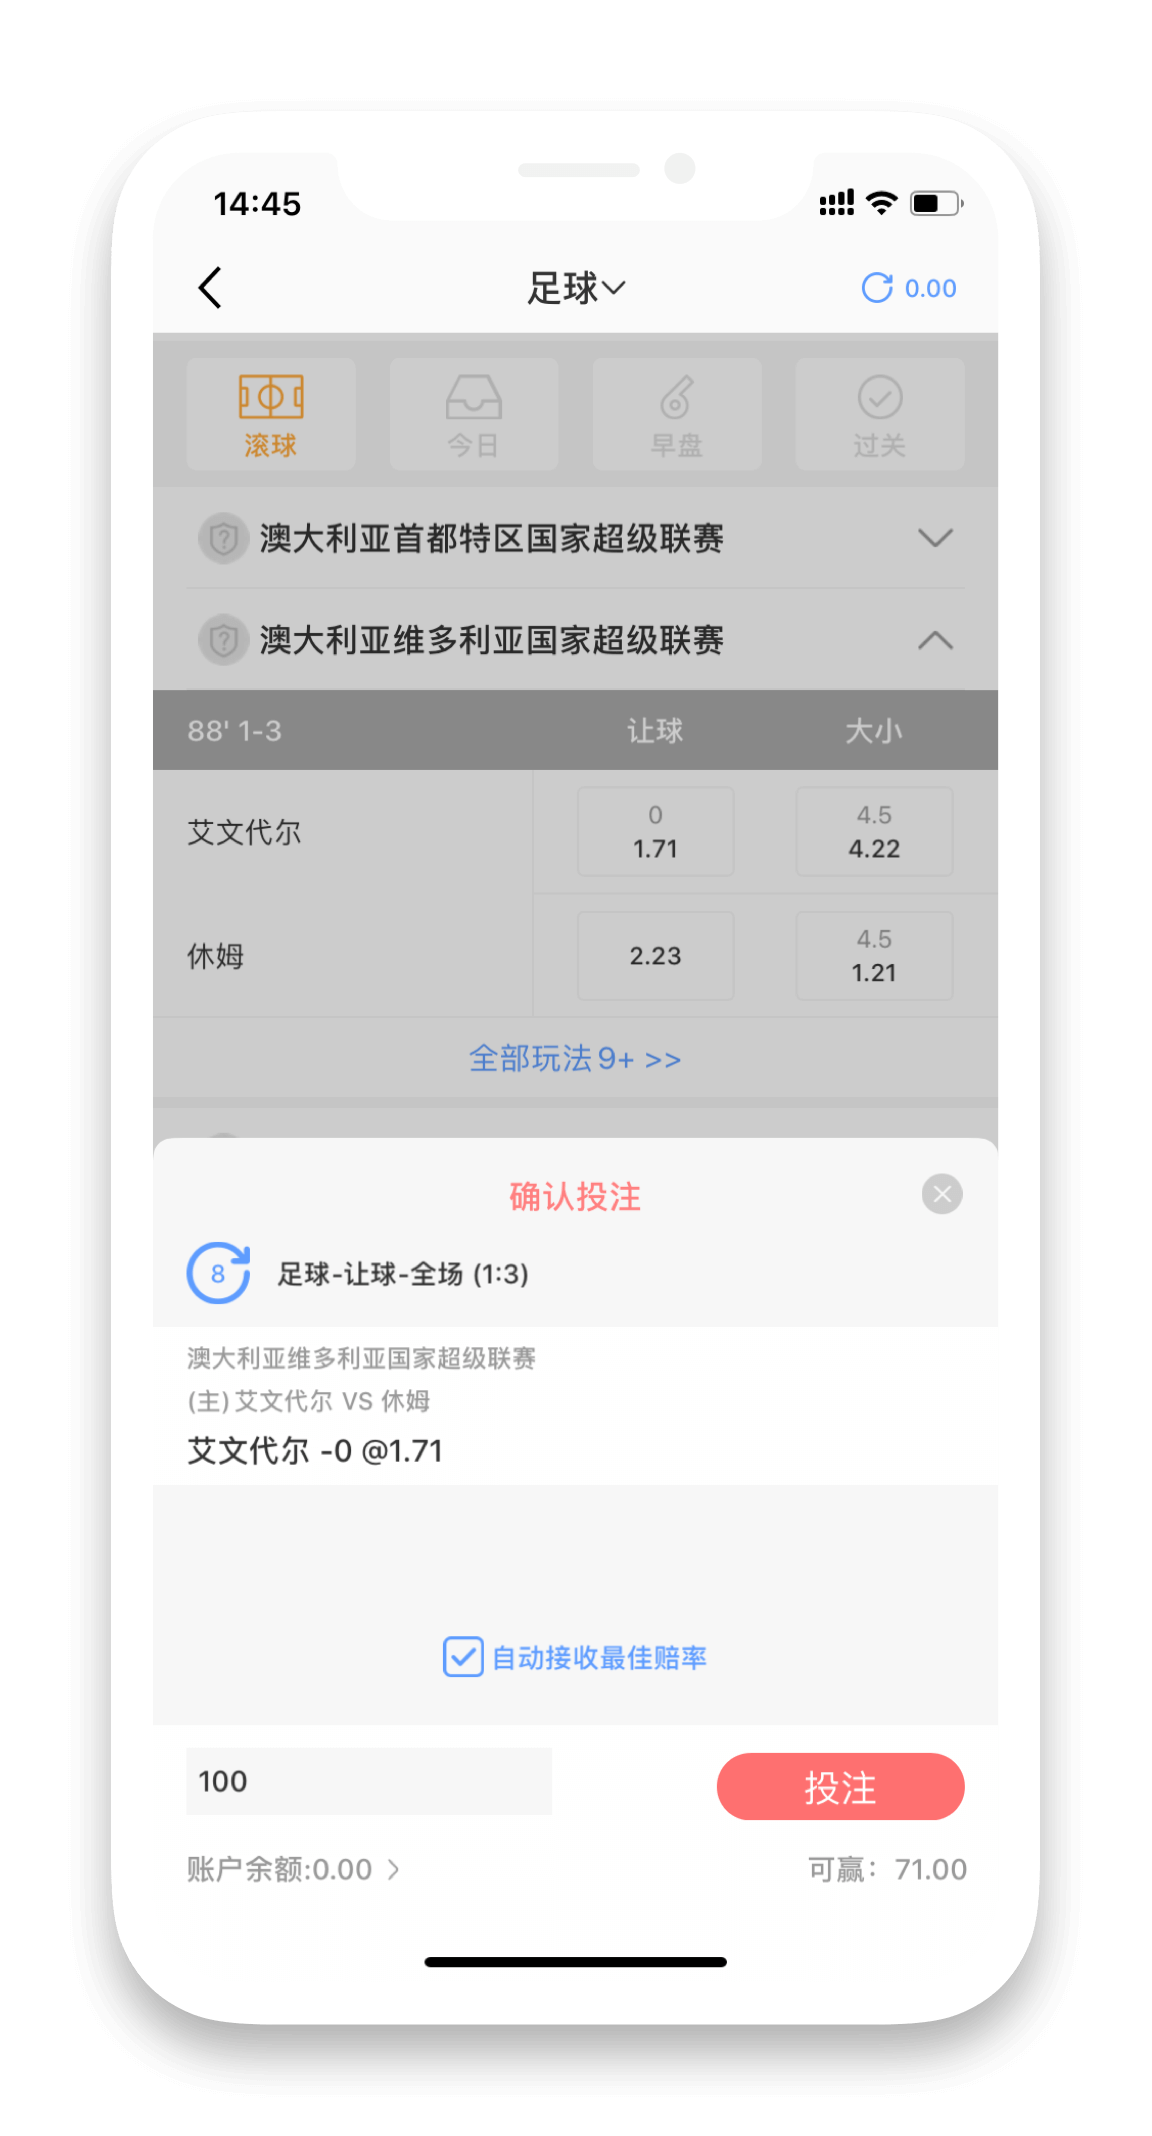 14:45
足球
0.00
滚球 今日 早盘 过关
澳大利亚首都特区国家超级联赛
澳大利亚维多利亚国家超级联赛
88' 1-3 让球 大小
艾文代尔
0
1.71
4.5
4.22
休姆
2.23
4.5
1.21
全部玩法9+ >>
确认投注
8
足球-让球-全场 (1:3)
澳大利亚维多利亚国家超级联赛
(主) 艾文代尔 VS 休姆
艾文代尔 -0 @1.71
自动接收最佳赔率
100
投注
账户余额:0.00
可赢：71.00